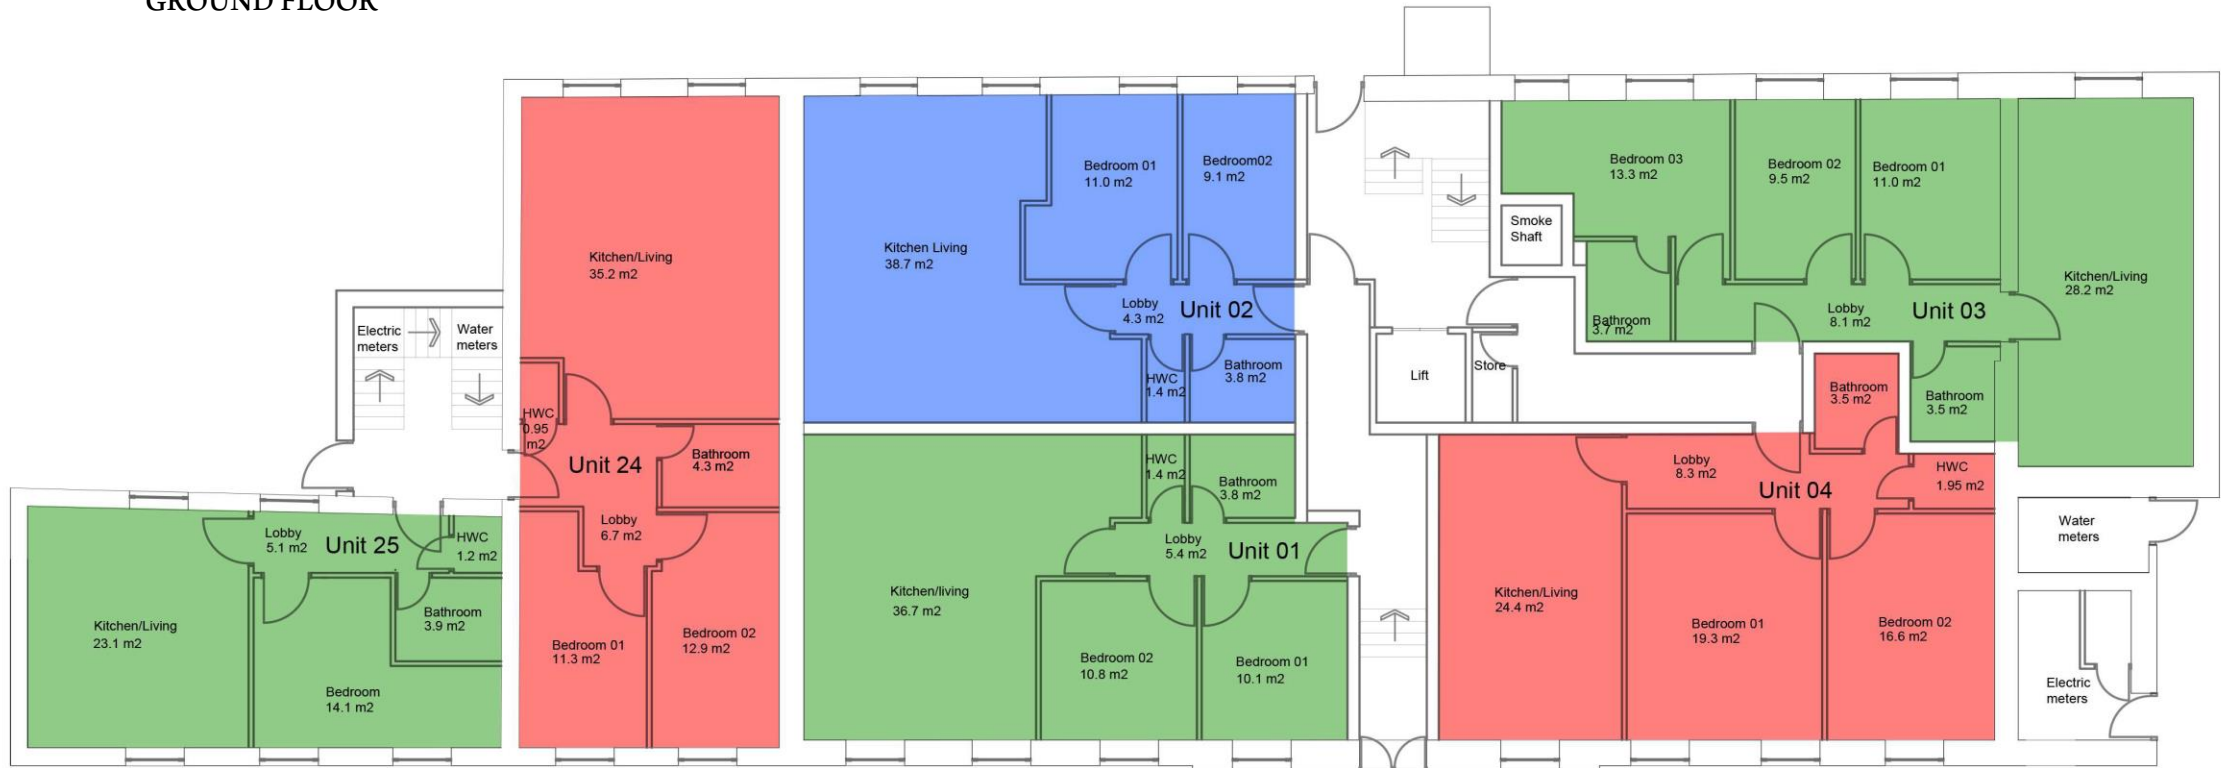 GROUND FLOOR
Electric
meters
Water
meters
Kitchen/Living
23.1 m2
Lobby
5.1 m2
Unit 25
HWC
1.2 m2
Bathroom
3.9 m2
Bedroom
14.1 m2
Kitchen/Living
35.2 m2
HWC
0.95
m2
Unit 24
Bathroom
4.3 m2
Lobby
6.7 m2
Bedroom 01
11.3 m2
Bedroom 02
12.9 m2
Kitchen Living
38.7 m2
Bedroom 01
11.0 m2
Bedroom02
9.1 m2
Lobby
4.3 m2
Unit 02
HWC
1.4 m2
Bathroom
3.8 m2
HWC
1.4 m2
Bathroom
3.8 m2
Lobby
5.4 m2
Unit 01
Kitchen/living
36.7 m2
Bedroom 02
10.8 m2
Bedroom 01
10.1 m2
Smoke
Shaft
Lift
Store
Bedroom 03
13.3 m2
Bedroom 02
9.5 m2
Bedroom 01
11.0 m2
Bathroom
3.7 m2
Lobby
8.1 m2
Unit 03
Kitchen/Living
28.2 m2
Bathroom
3.5 m2
Bathroom
3.5 m2
Lobby
8.3 m2
Unit 04
HWC
1.95 m2
Kitchen/Living
24.4 m2
Bedroom 01
19.3 m2
Bedroom 02
16.6 m2
Water
meters
Electric
meters